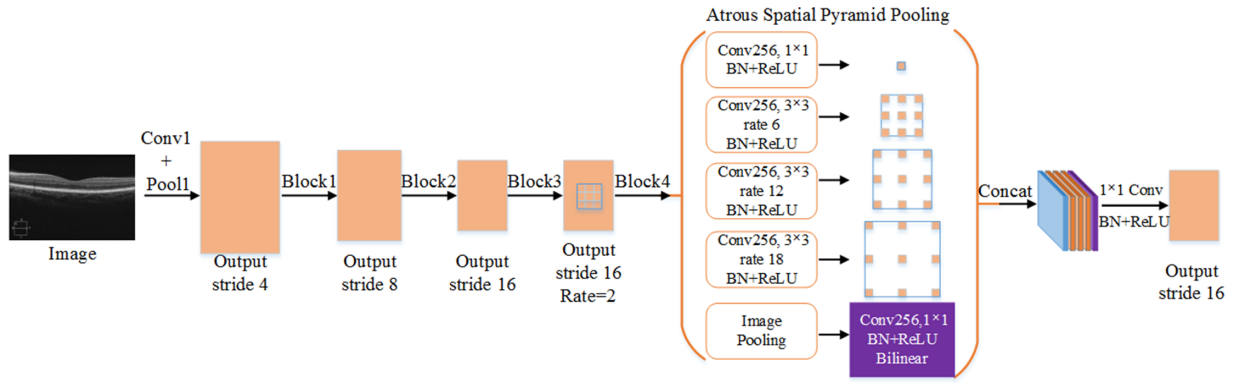 Atrous Spatial Pyramid Pooling
Image
Conv1
+
Pool1
Output
stride 4
Block1
Output
stride 8
Block2
Output
stride 16
Block3
Output
stride 16
Rate=2
Block4
Conv256, 1×1
BN+ReLU
Conv256, 3×3
rate 6
BN+ReLU
Conv256, 3×3
rate 12
BN+ReLU
Conv256, 3×3
rate 18
BN+ReLU
Image
Pooling
Conv256,1×1
BN+ReLU
Bilinear
Concat
1×1 Conv
BN+ReLU
Output
stride 16